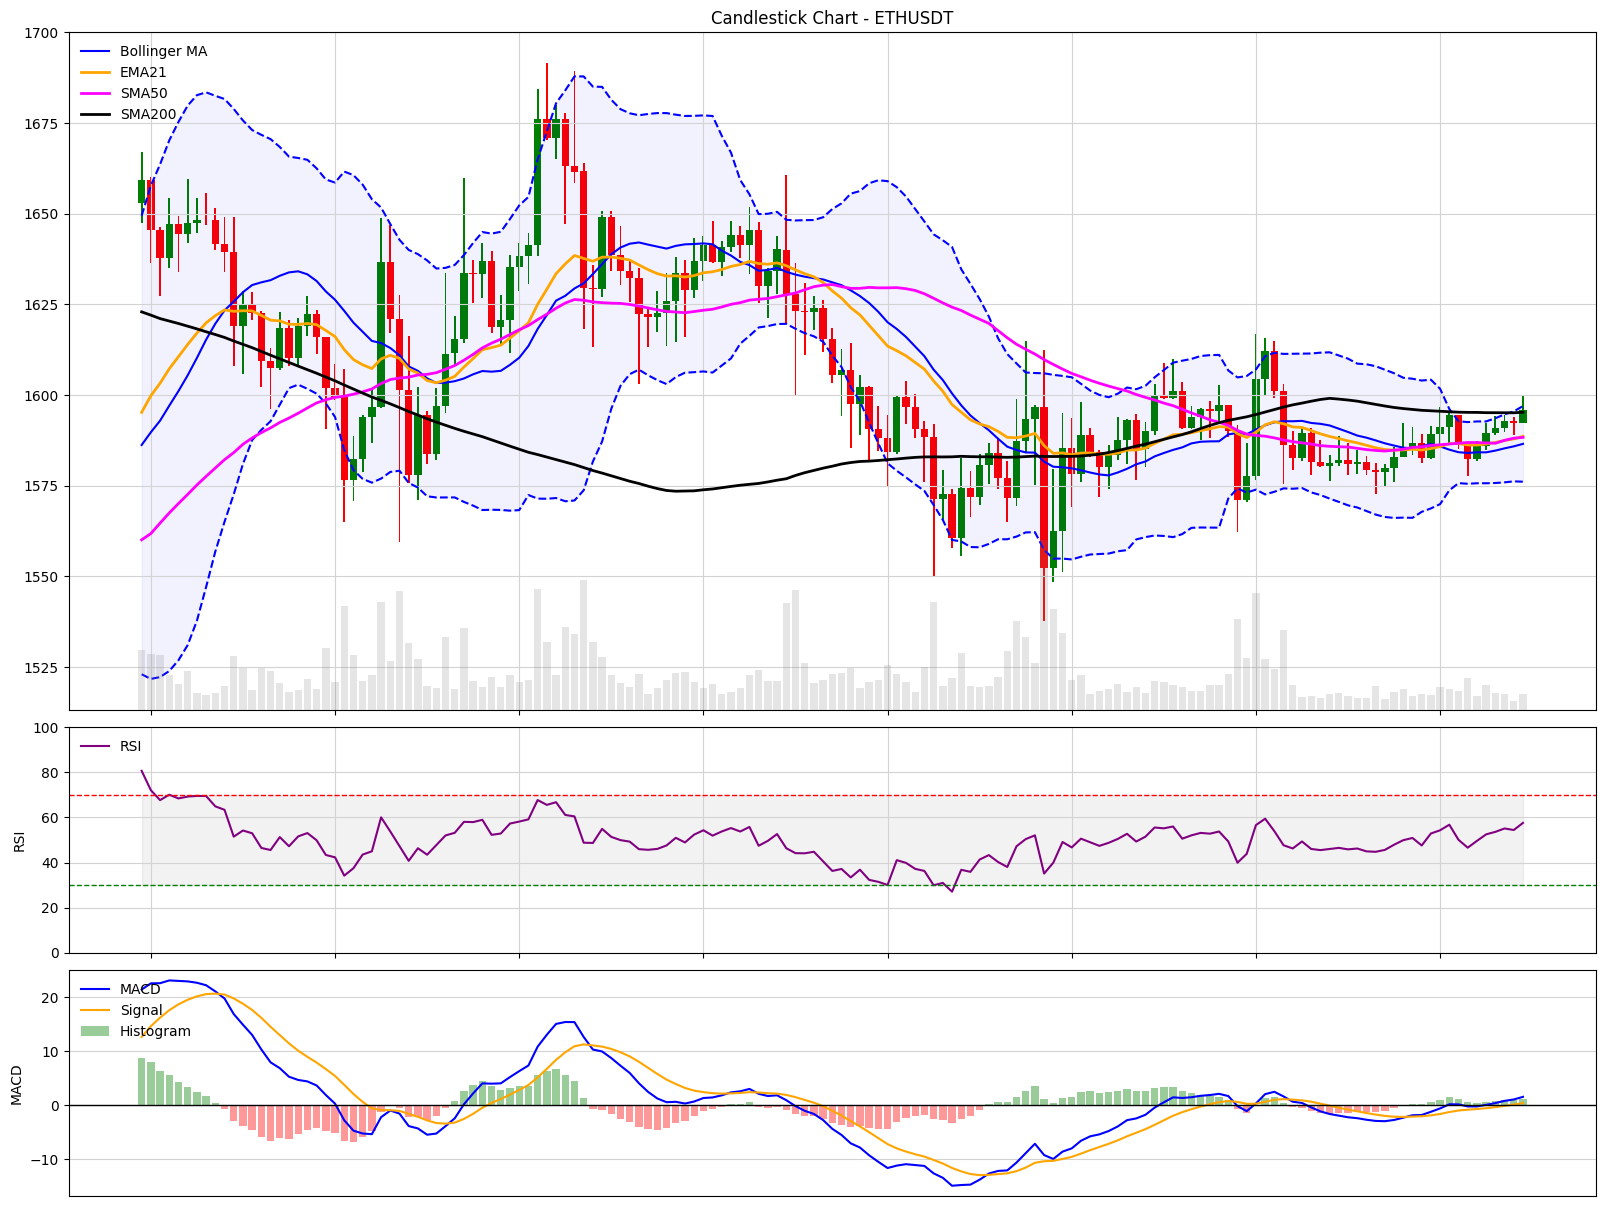 Candlestick Chart - ETHUSDT
1700
1675
1650
1625
1600
1575
1550
1525
Bollinger MA
EMA21
SMA50
SMA200
100
80
60
40
20
0
RSI
RSI
20
10
0
−10
MACD
MACD
Signal
Histogram